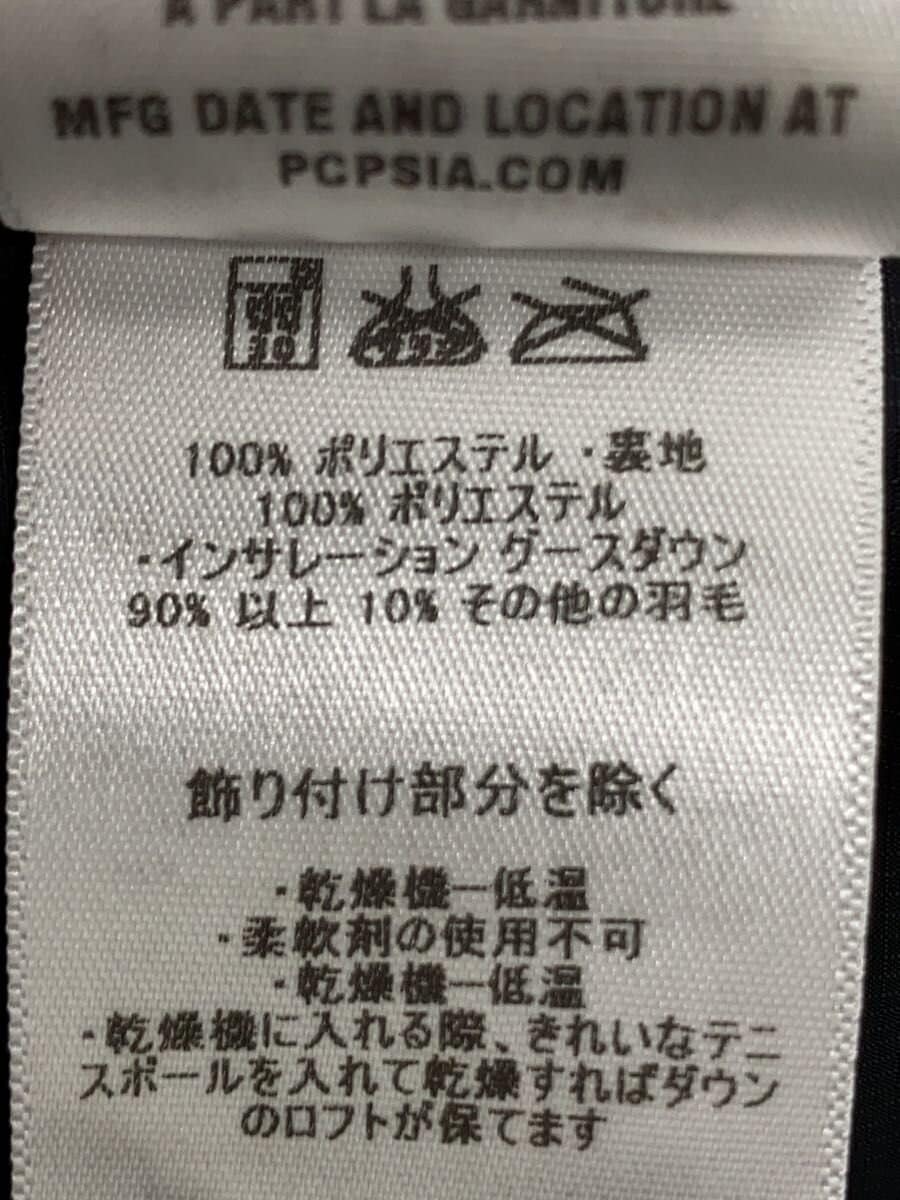 À PART LA GARNITURE
MFG DATE AND LOCATION AT
PCPSIA.COM
30
100% ポリエステル ・裏地
100% ポリエステル
・インサレーション グースダウン
90% 以上 10% その他の羽毛
飾り付け部分を除く
・乾燥機ー低温
・柔軟剤の使用不可
・乾燥機ー低温
・乾燥機に入れる際、きれいなテニ
スボールを入れて乾燥すればダウン
のロフトが保てます